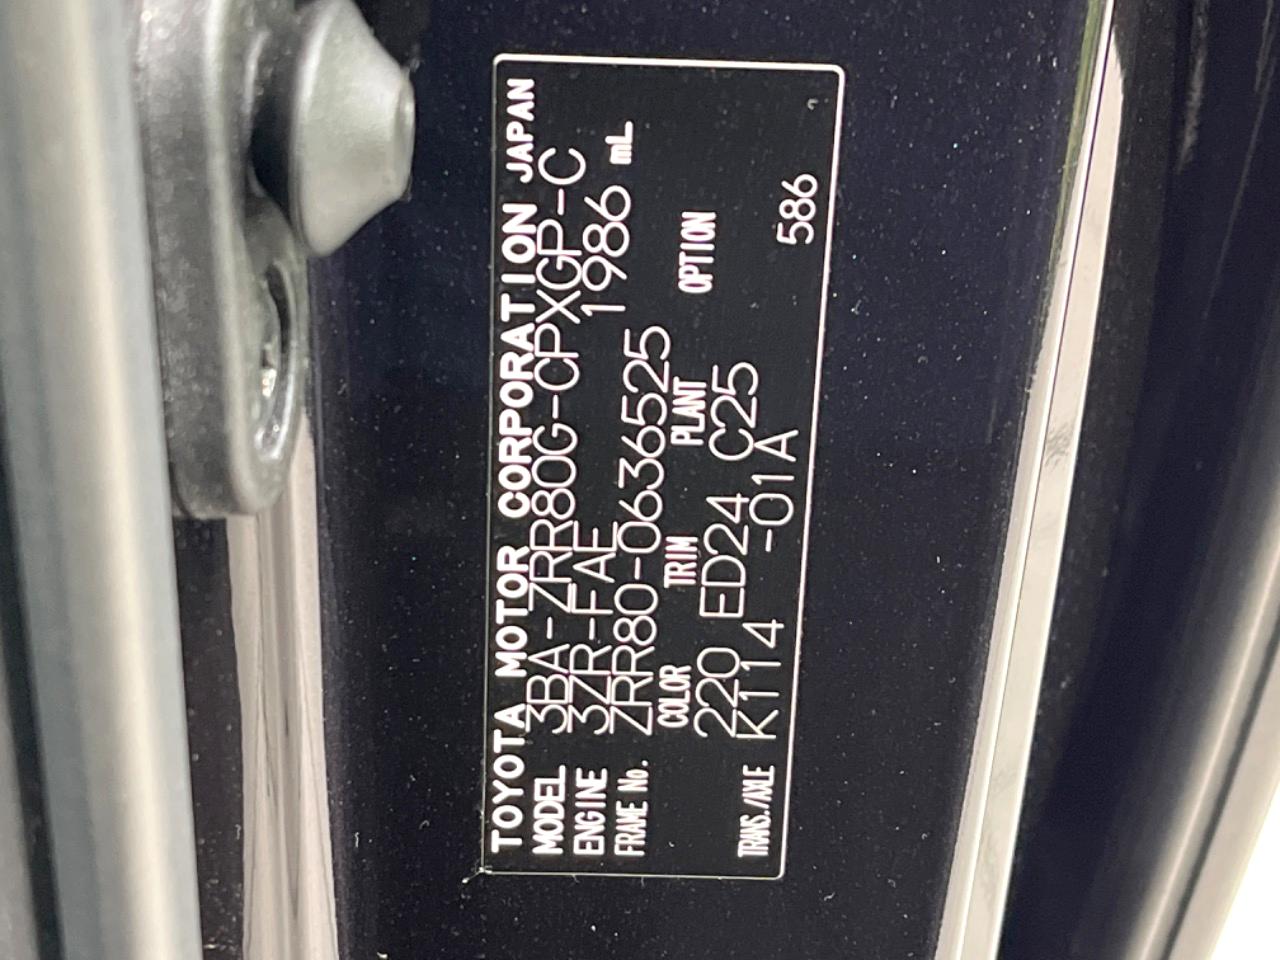 TOYOTA MOTOR CORPORATION JAPAN
MODEL 3BA-ZRR80G-CPXGP-C
ENGINE 3ZR-FAE 1986 mL
FRAME No. ZRR80-0636525
COLOR TRIM PLANT OPTION
220 ED24 C25
TRANS./AXLE K114 -01A
586